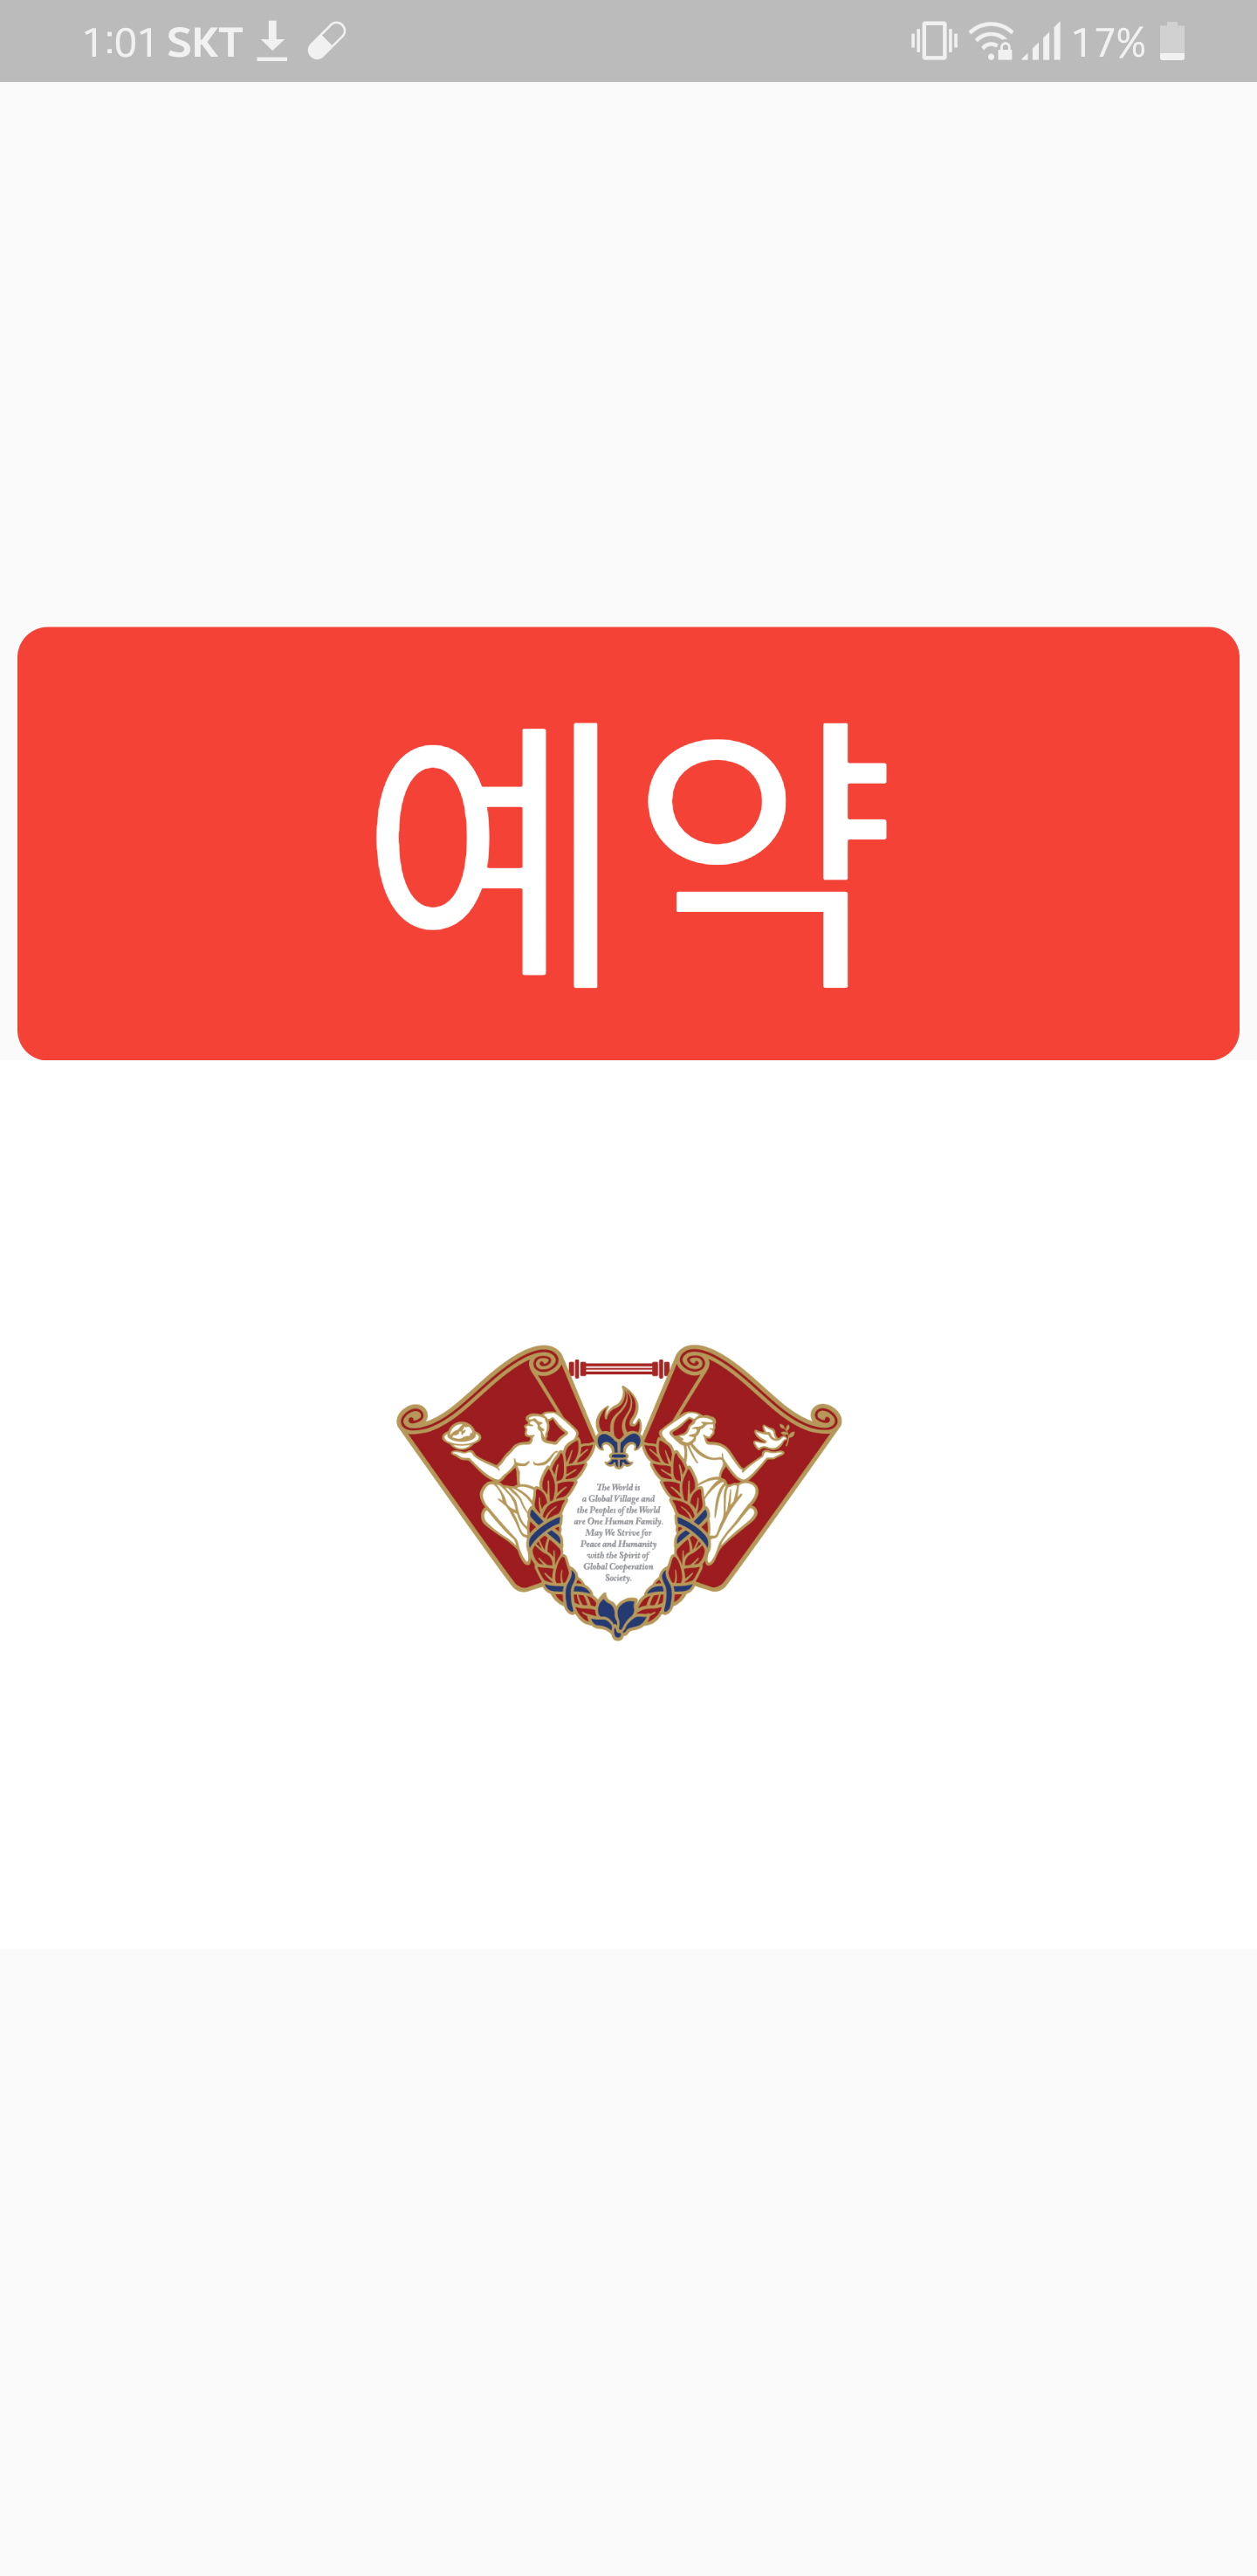 1:01 SKT 17%
예약
The World is
a Global Village and
the Peoples of the World
are One Human Family.
May We Strive for
Peace and Humanity
with the Spirit of
Global Cooperation
Society.